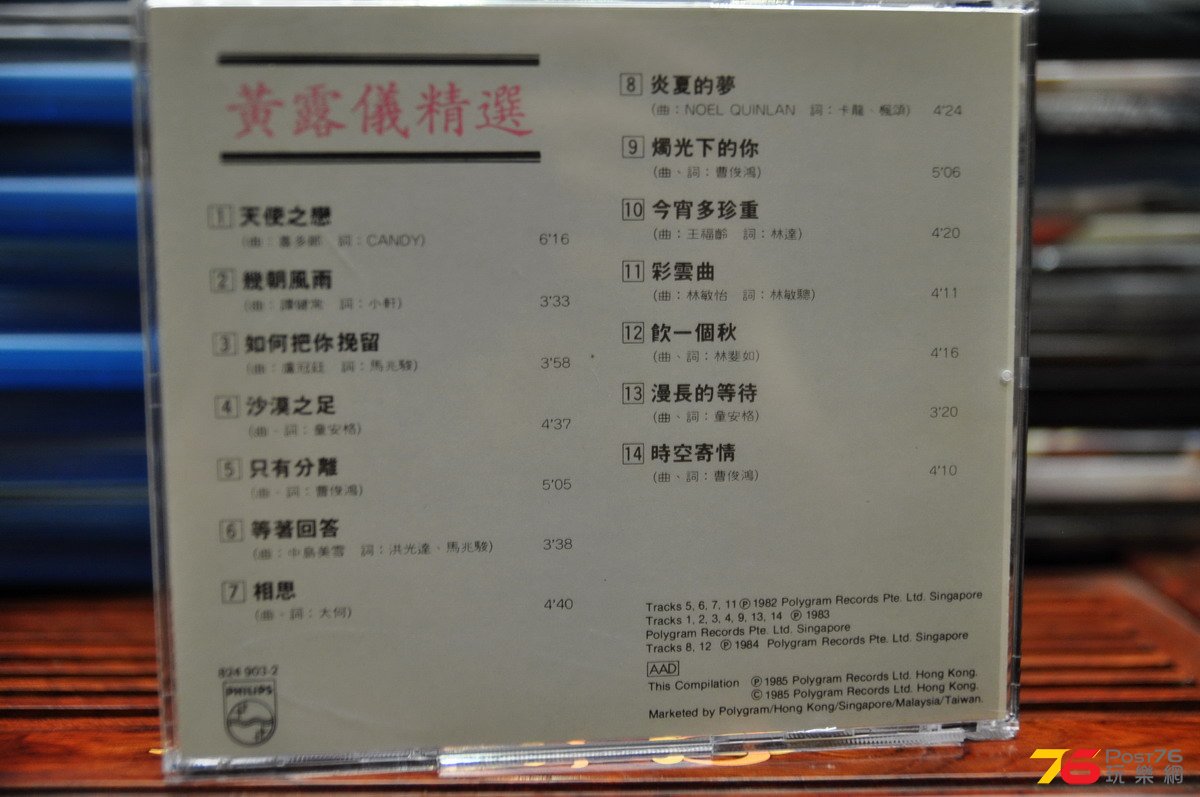 黃露儀精選
1 天使之戀
(曲：喜多郎 詞：CANDY) 6'16
2 幾朝風雨
(曲：譚健常 詞：小軒) 3'33
3 如何把你挽留
(曲：盧冠廷 詞：馬兆駿) 3'58
4 沙漠之足
(曲、詞：童安格) 4'37
5 只有分離
(曲、詞：曹俊鴻) 5'05
6 等著回答
(曲：中島美雪 詞：洪光達、馬兆駿) 3'38
7 相思
(曲、詞：大何) 4'40
824 903-2
PHILIPS
8 炎夏的夢
(曲：NOEL QUINLAN 詞：卡龍、楓頌) 4'24
9 燭光下的你
(曲、詞：曹俊鴻) 5'06
10 今宵多珍重
(曲：王福齡 詞：林達) 4'20
11 彩雲曲
(曲：林敏怡 詞：林敏驄) 4'11
12 飲一個秋
(曲、詞：林斐如) 4'16
13 漫長的等待
(曲、詞：童安格) 3'20
14 時空寄情
(曲、詞：曹俊鴻) 4'10
Tracks 5, 6, 7, 11 ℗ 1982 Polygram Records Pte. Ltd. Singapore
Tracks 1, 2, 3, 4, 9, 13, 14 ℗ 1983
Polygram Records Pte. Ltd. Singapore
Tracks 8, 12 ℗ 1984 Polygram Records Pte. Ltd. Singapore
AAD
This Compilation ℗ 1985 Polygram Records Ltd. Hong Kong.
© 1985 Polygram Records Ltd. Hong Kong.
Marketed by Polygram/Hong Kong/Singapore/Malaysia/Taiwan.
76 Post76
玩樂網